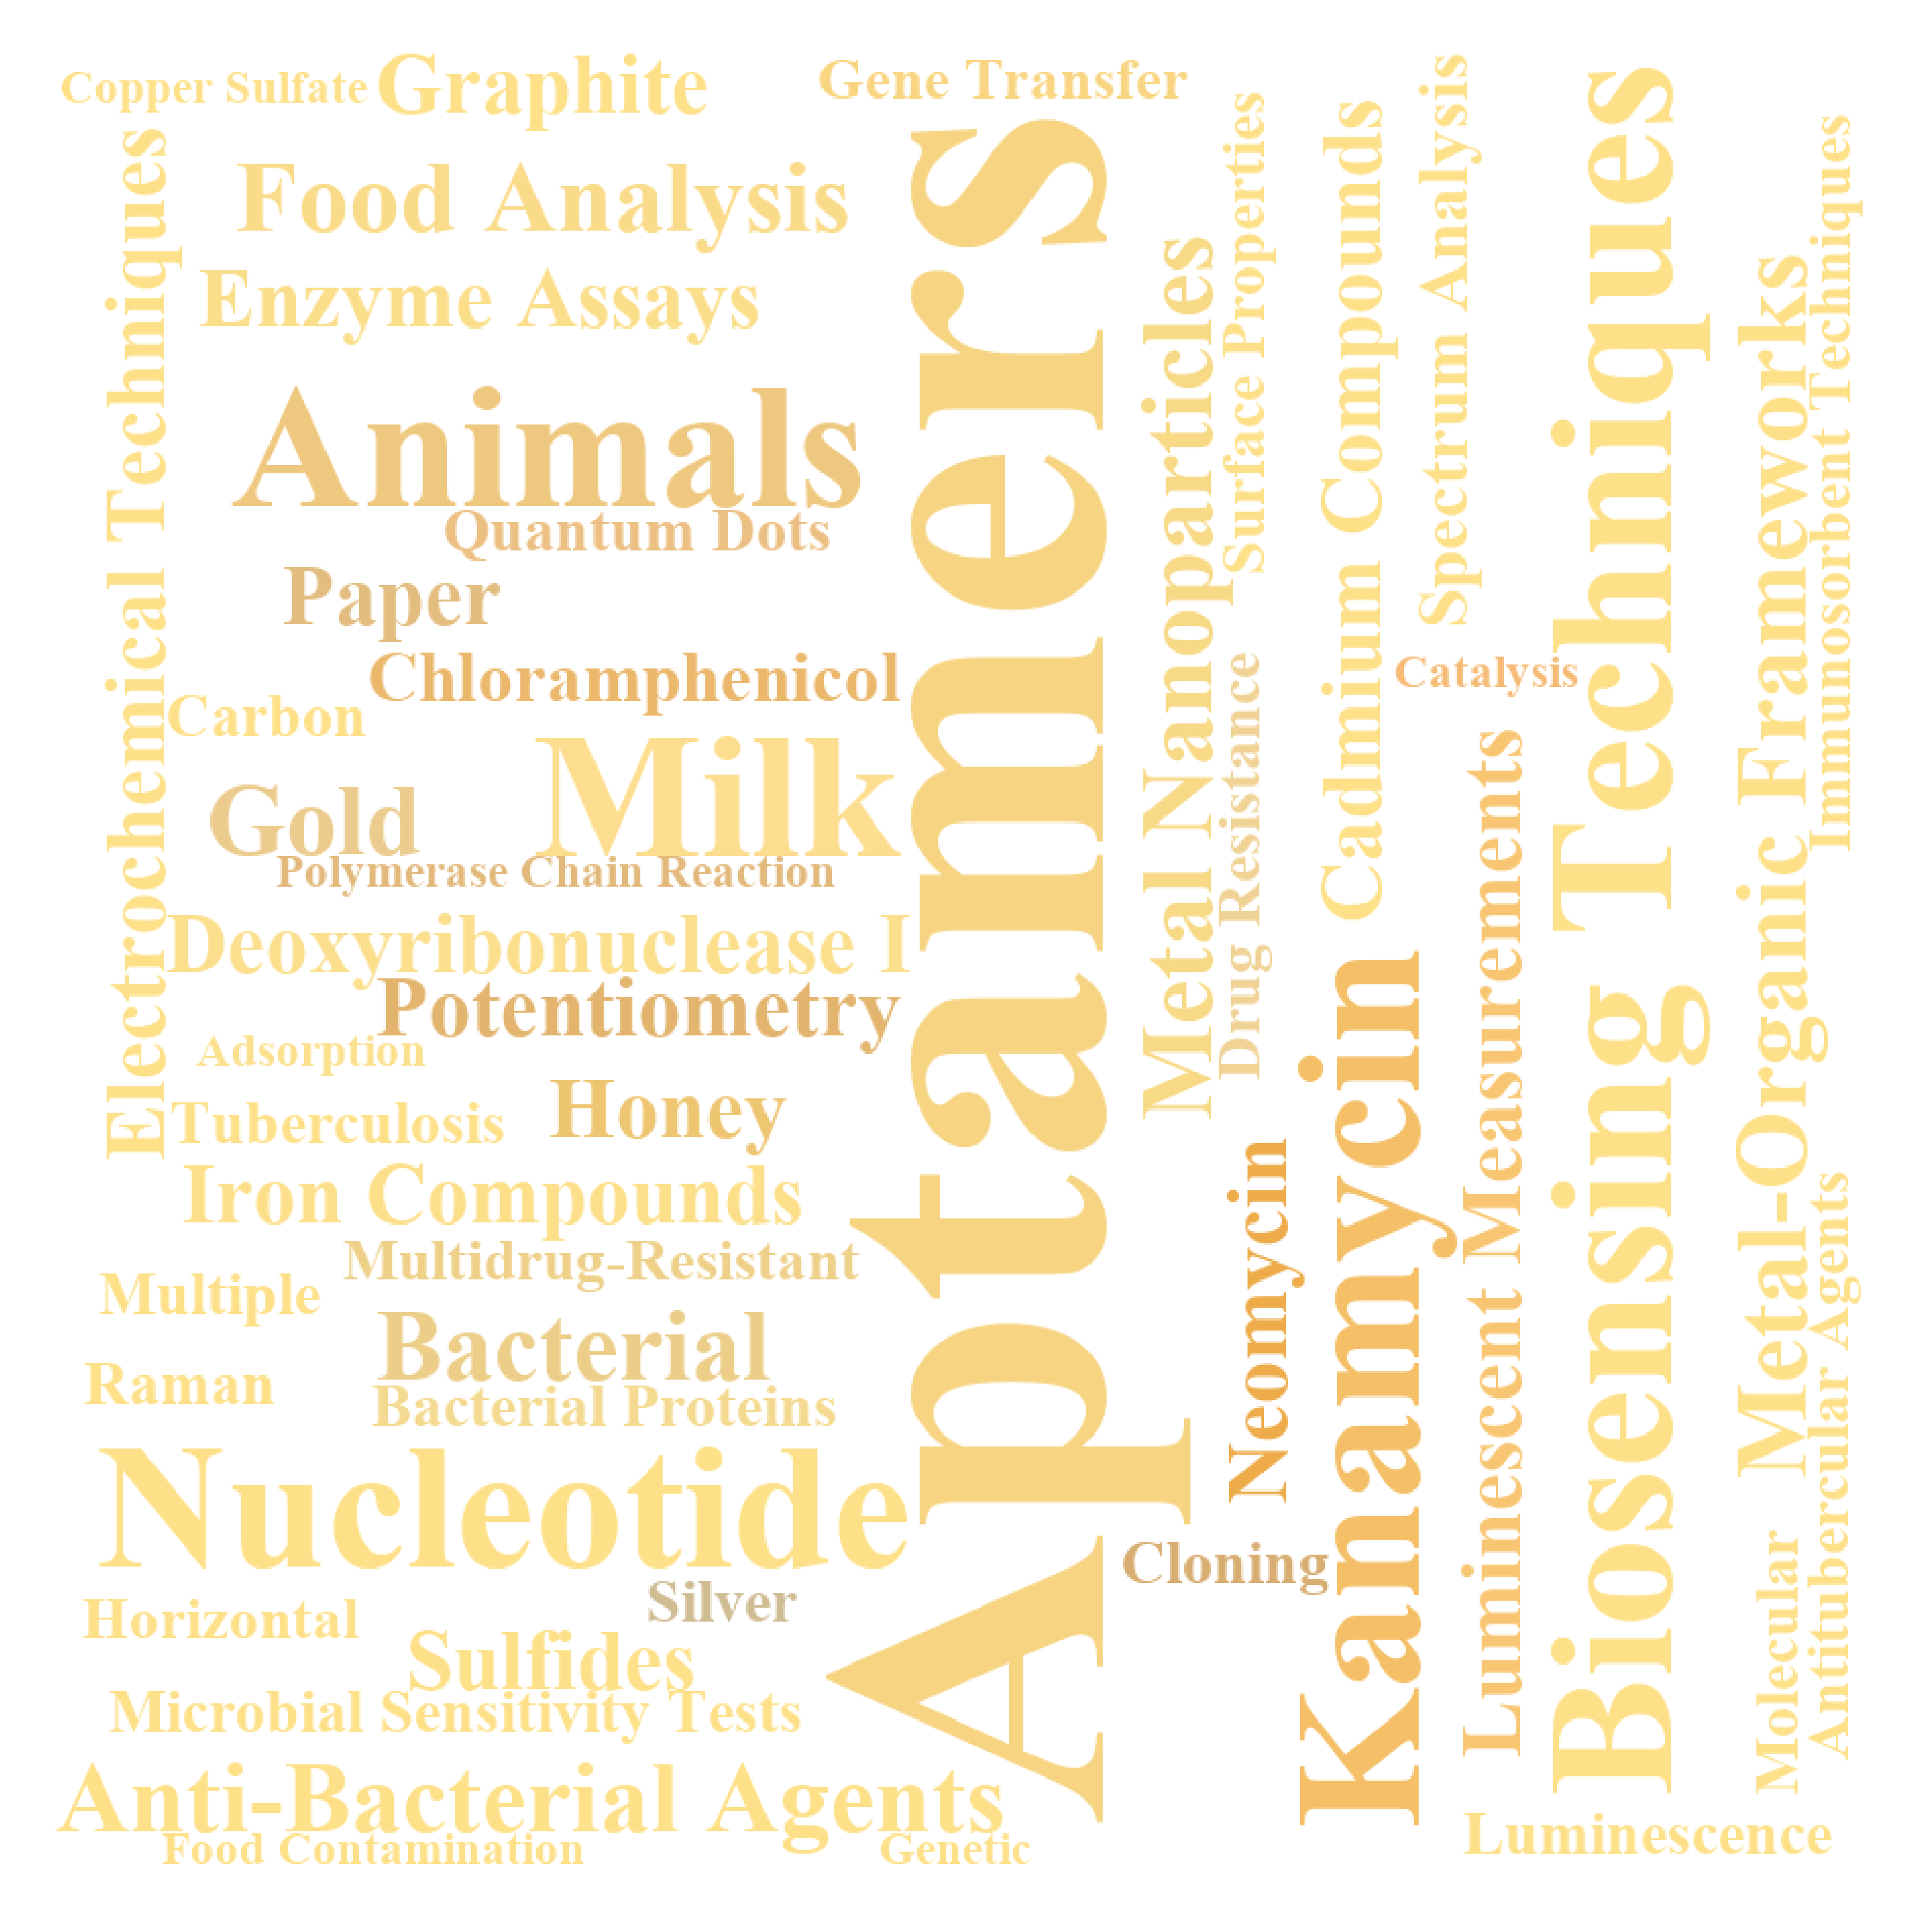 Copper Sulfate
Graphite
Gene Transfer
Food Analysis
Enzyme Assays
Electrochemical Techniques
Animals
Quantum Dots
Paper
Chloramphenicol
Carbon
Milk
Gold
Polymerase Chain Reaction
Deoxyribonuclease I
Potentiometry
Adsorption
Honey
Tuberculosis
Iron Compounds
Multidrug-Resistant
Multiple
Bacterial
Raman
Bacterial Proteins
Nucleotide
Silver
Horizontal
Sulfides
Microbial Sensitivity Tests
Anti-Bacterial Agents
Food Contamination
Genetic
Aptamers
Metal Nanoparticles
Surface Properties
Drug Resistance
Neomycin
Cloning
Cadmium Compounds
Kanamycin
Spectrum Analysis
Catalysis
Luminescent Measurements
Biosensing Techniques
Metal-Organic Frameworks
Immunosorbent Techniques
Antitubercular Agents
Molecular
Luminescence